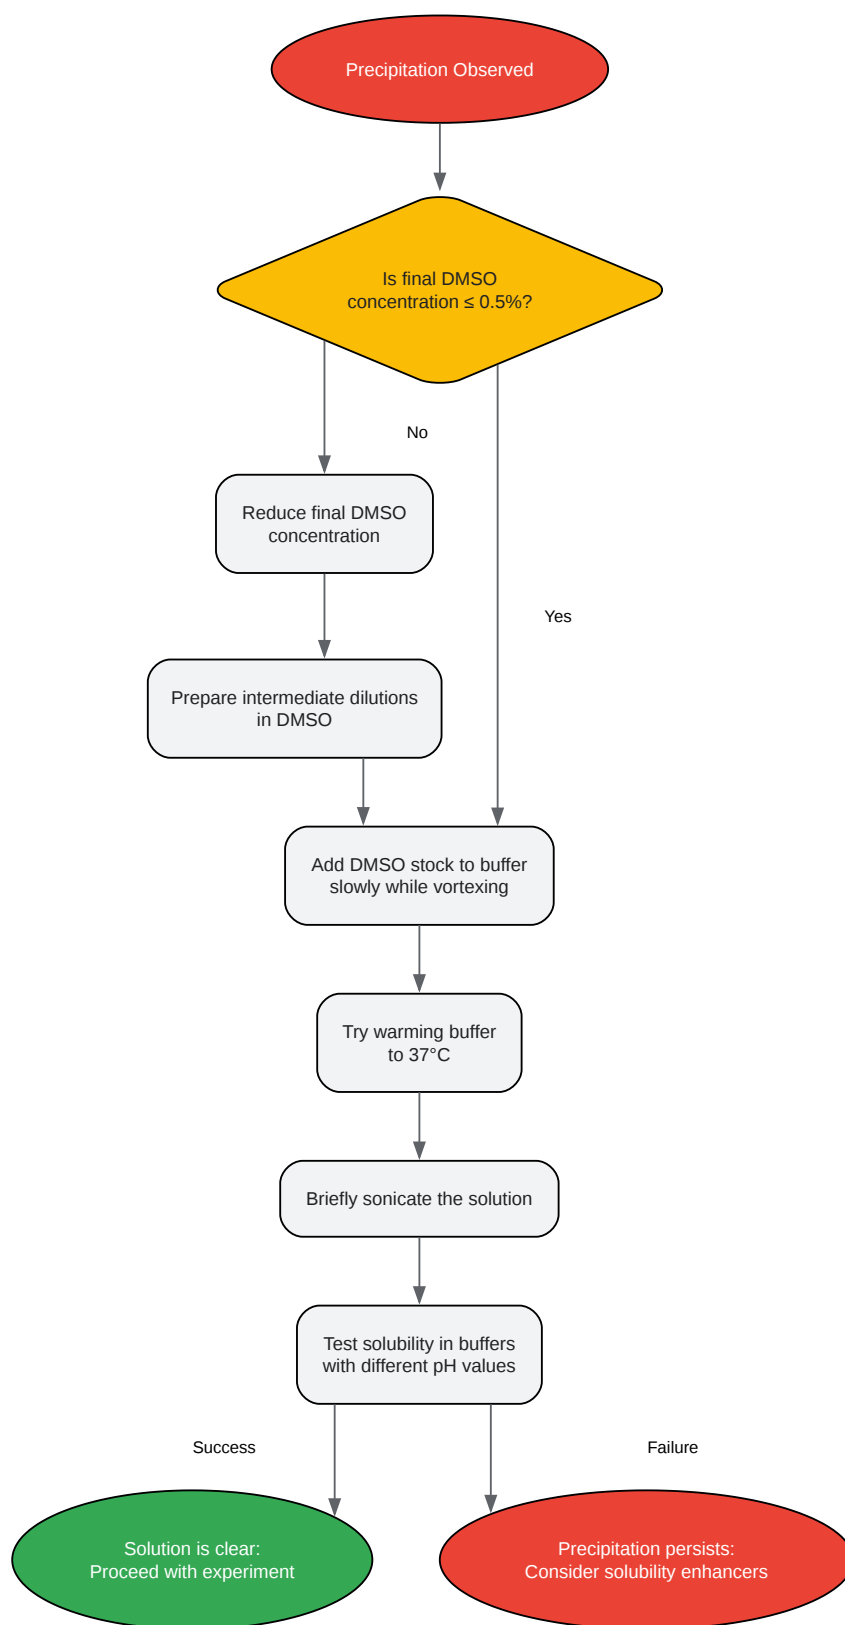 Precipitation Observed
Is final DMSO
concentration ≤ 0.5%?
No
Reduce final DMSO
concentration
Yes
Prepare intermediate dilutions
in DMSO
Add DMSO stock to buffer
slowly while vortexing
Try warming buffer
to 37°C
Briefly sonicate the solution
Test solubility in buffers
with different pH values
Success
Failure
Solution is clear:
Proceed with experiment
Precipitation persists:
Consider solubility enhancers